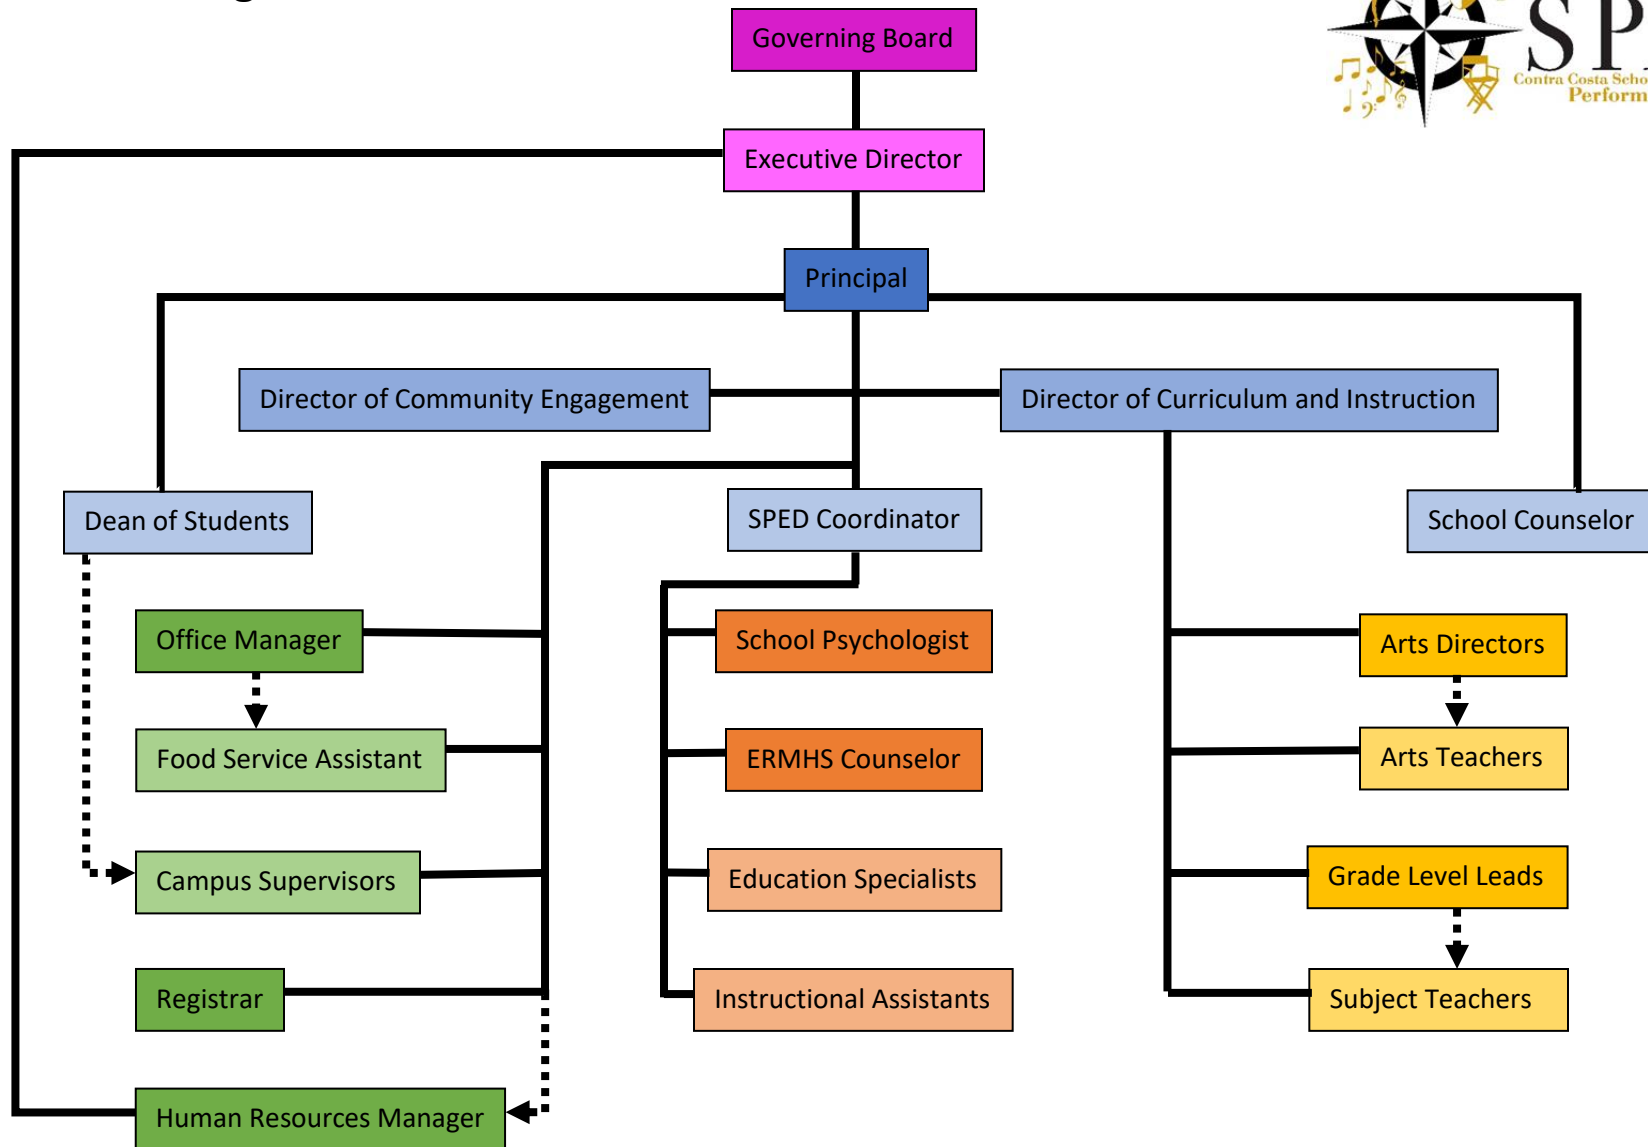 Governing Board
Contra Costa
Executive Director
Principal
Director of Community Engagement
Director of Curriculum and Instruction
Dean of Students
SPED Coordinator
School Counselor
Office Manager
School Psychologist
Arts Directors
Food Service Assistant
ERMHS Counselor
Arts Teachers
Campus Supervisors
Education Specialists
Grade Level Leads
Registrar
Instructional Assistants
Subject Teachers
Human Resources Manager